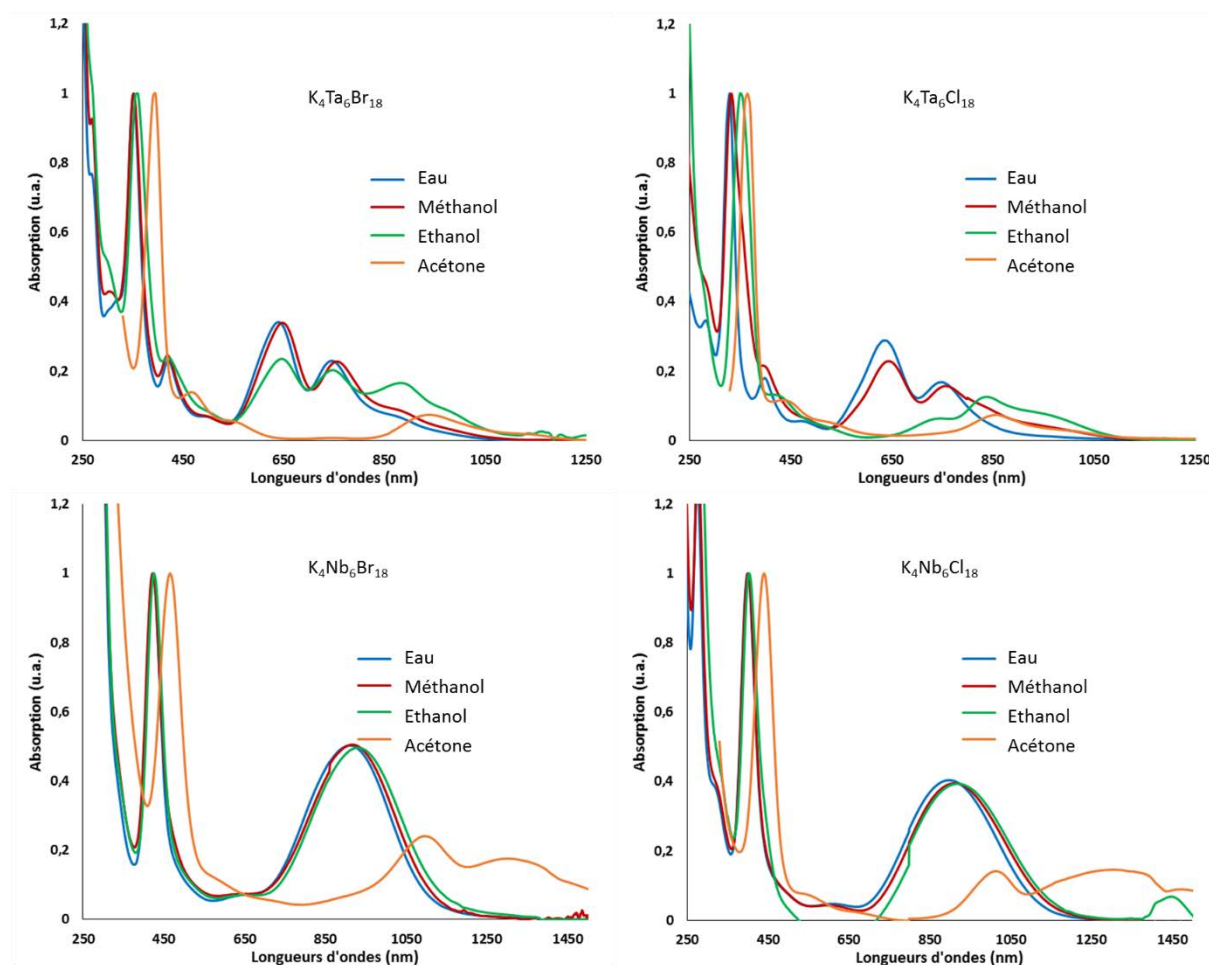 K₄Ta₆Br₁₈
Eau
Méthanol
Ethanol
Acétone
Absorption (u.a.)
1,2
1
0,8
0,6
0,4
0,2
0
250 450 650 850 1050 1250
Longueurs d'ondes (nm)
K₄Ta₆Cl₁₈
Eau
Méthanol
Ethanol
Acétone
Absorption (u.a.)
1,2
1
0,8
0,6
0,4
0,2
0
250 450 650 850 1050 1250
Longueurs d'ondes (nm)
K₄Nb₆Br₁₈
Eau
Méthanol
Ethanol
Acétone
Absorption (u.a.)
1,2
1
0,8
0,6
0,4
0,2
0
250 450 650 850 1050 1250 1450
Longueurs d'ondes (nm)
K₄Nb₆Cl₁₈
Eau
Méthanol
Ethanol
Acétone
Absorption (u.a.)
1,2
1
0,8
0,6
0,4
0,2
0
250 450 650 850 1050 1250 1450
Longueurs d'ondes (nm)